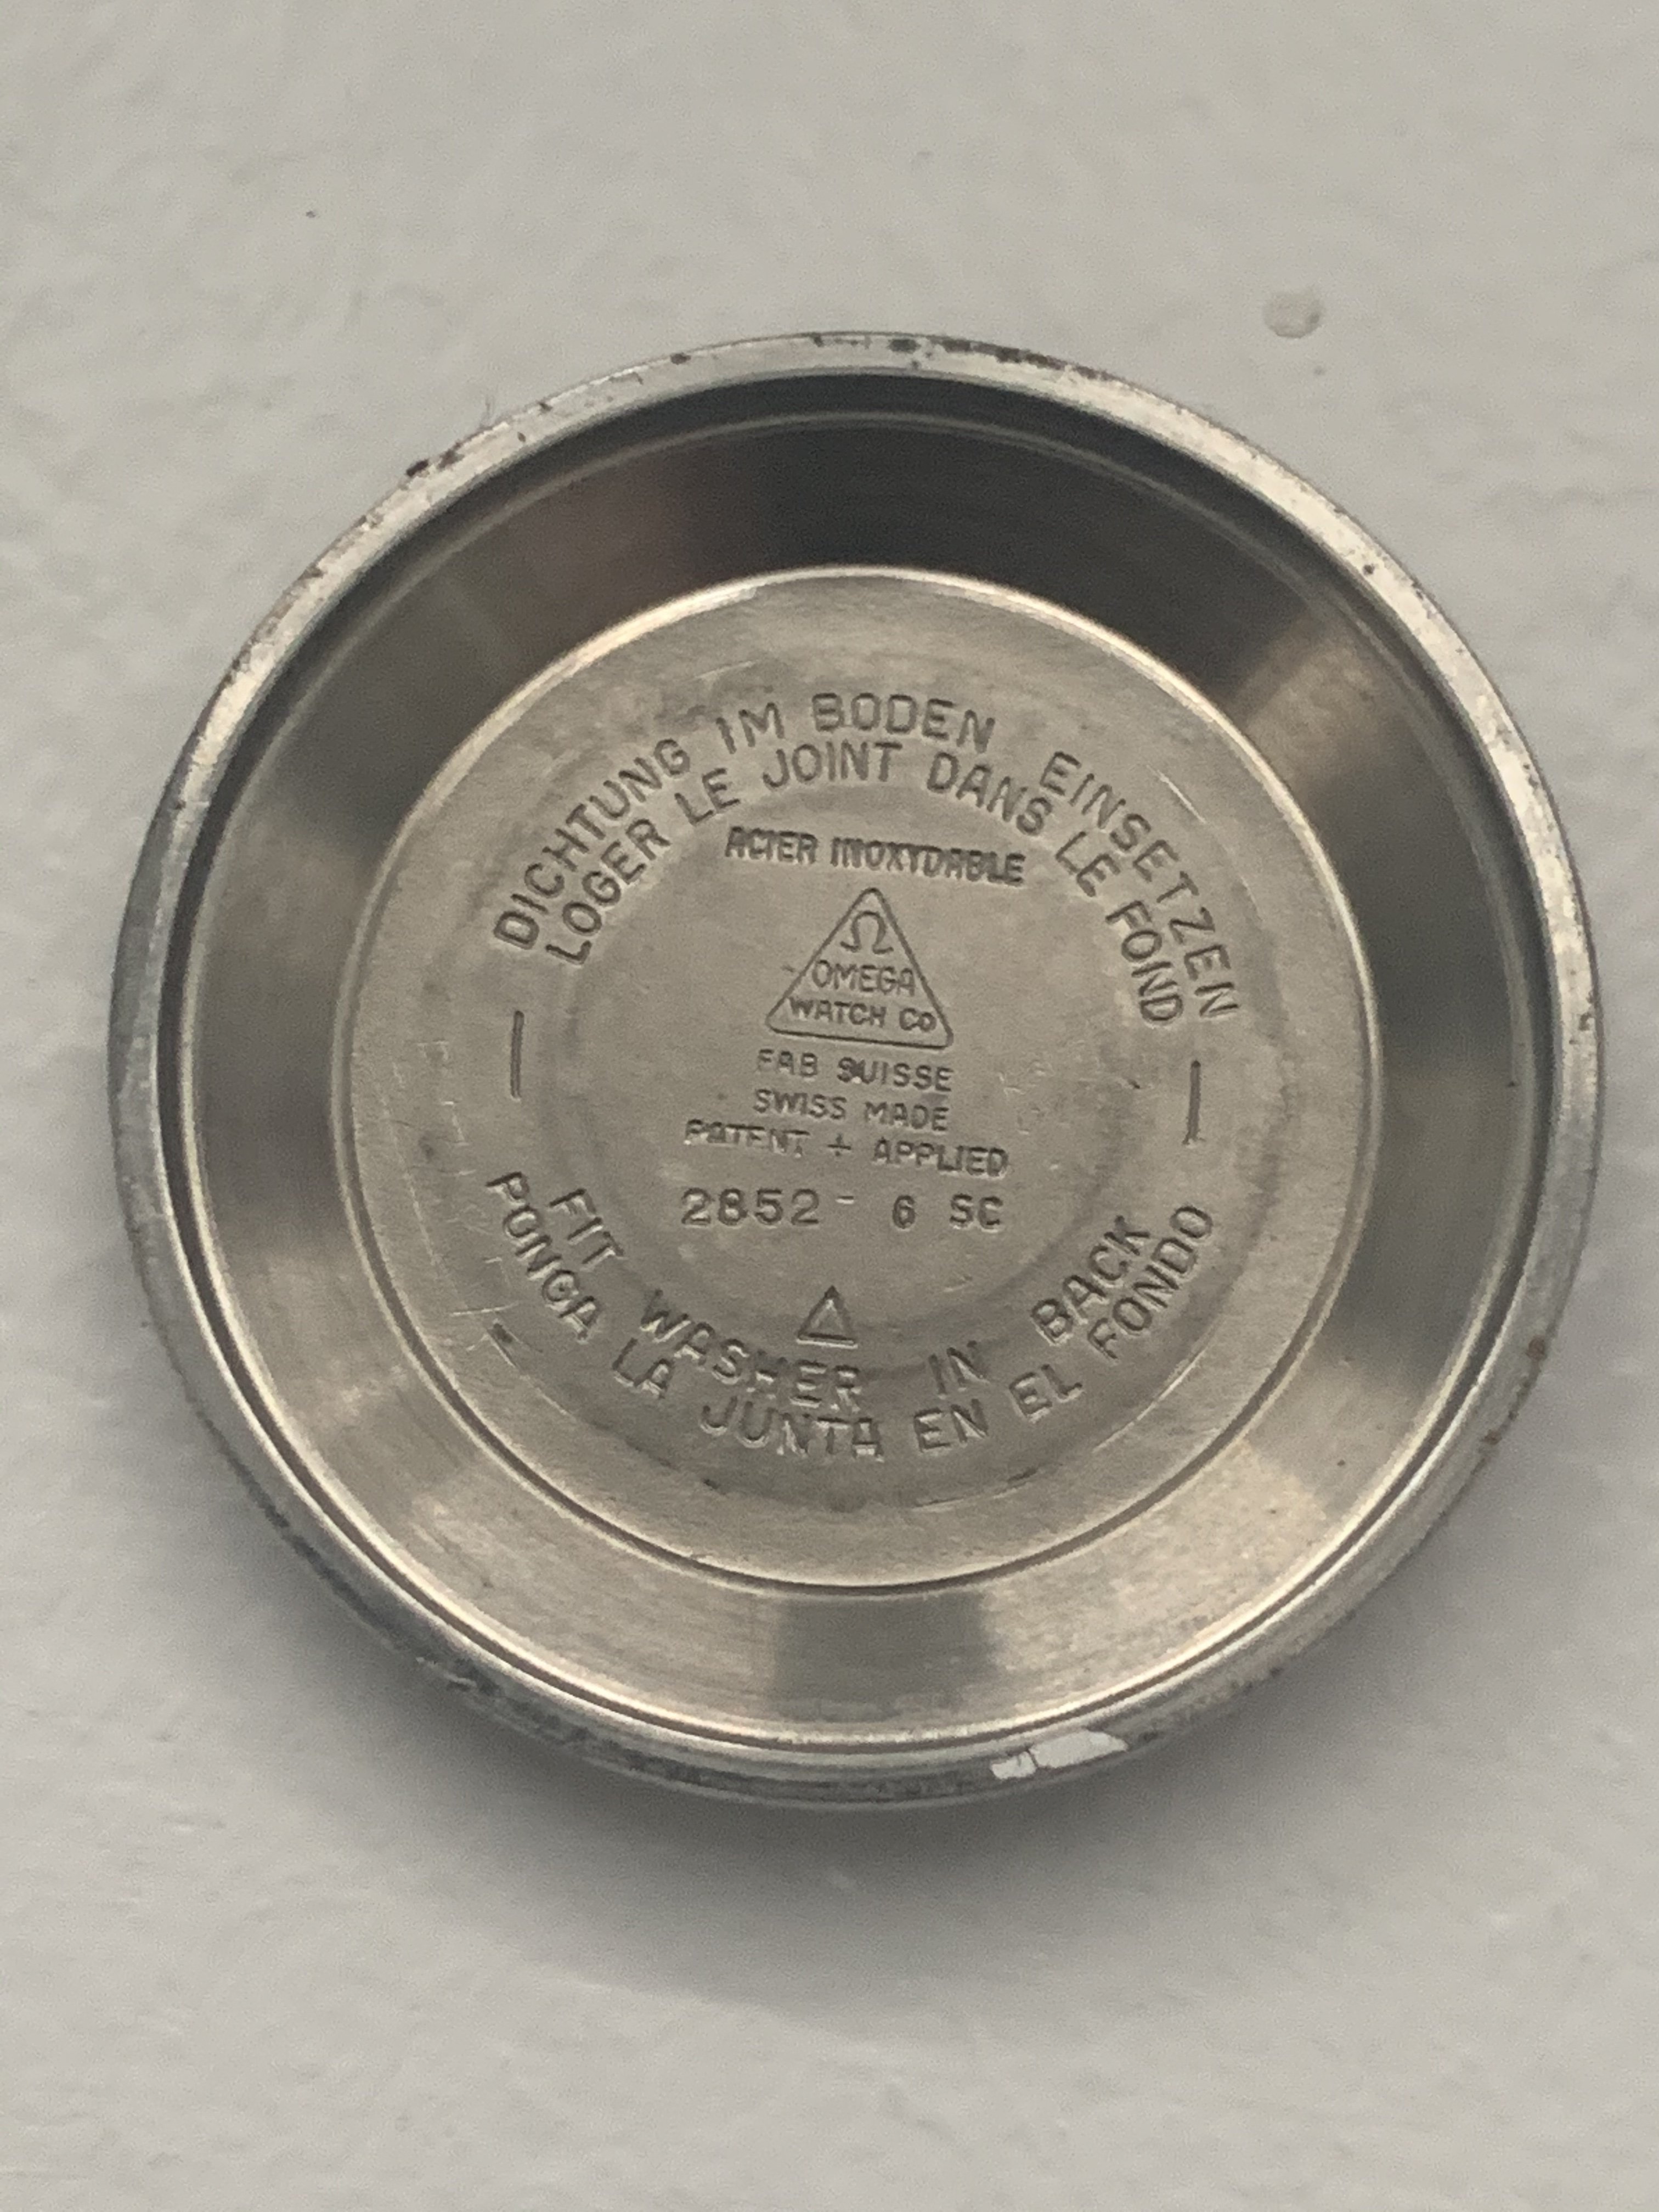 DICHTUNG IM BODEN EINSETZEN
LOGER LE JOINT DANS LE FOND
ACIER INOXYDABLE
Ω
OMEGA
WATCH Co
FAB SUISSE
SWISS MADE
PATENT + APPLIED
2852 - 6 SC
FIT WASHER IN BACK
PONGA LA JUNTA EN EL FONDO